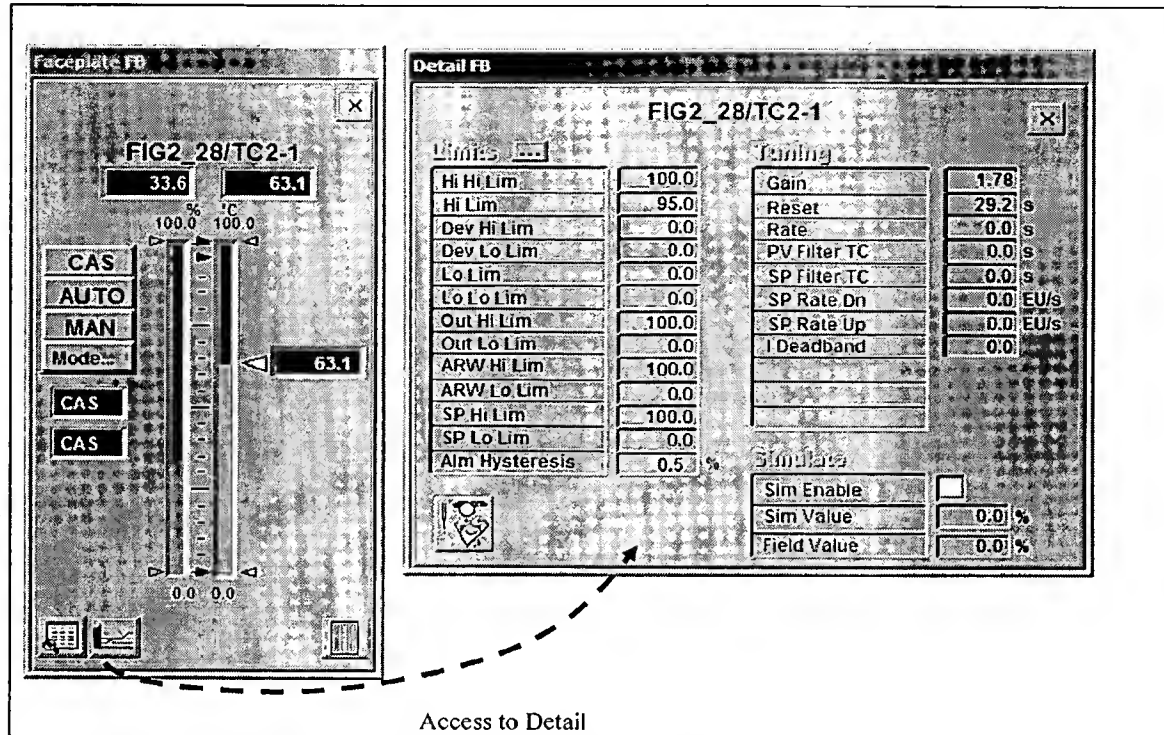 Faceplate FB
FIG2_28/TC2-1
33.6 63.1
% °C
100.0 100.0
CAS
AUTO
MAN
Mode...
63.1
CAS
CAS
0.0 0.0
Detail FB
FIG2_28/TC2-1
Limits ...
Hi Hi Lim 100.0
Hi Lim 95.0
Dev Hi Lim 0.0
Dev Lo Lim 0.0
Lo Lim 0.0
Lo Lo Lim 0.0
Out Hi Lim 100.0
Out Lo Lim 0.0
ARW Hi Lim 100.0
ARW Lo Lim 0.0
SP Hi Lim 100.0
SP Lo Lim 0.0
Alm Hysteresis 0.5 %
Tuning
Gain 1.78
Reset 29.2 s
Rate 0.0 s
PV Filter TC 0.0 s
SP Filter TC 0.0 s
SP Rate Dn 0.0 EU/s
SP Rate Up 0.0 EU/s
I Deadband 0.0
Simulate
Sim Enable
Sim Value 0.0 %
Field Value 0.0 %
Access to Detail